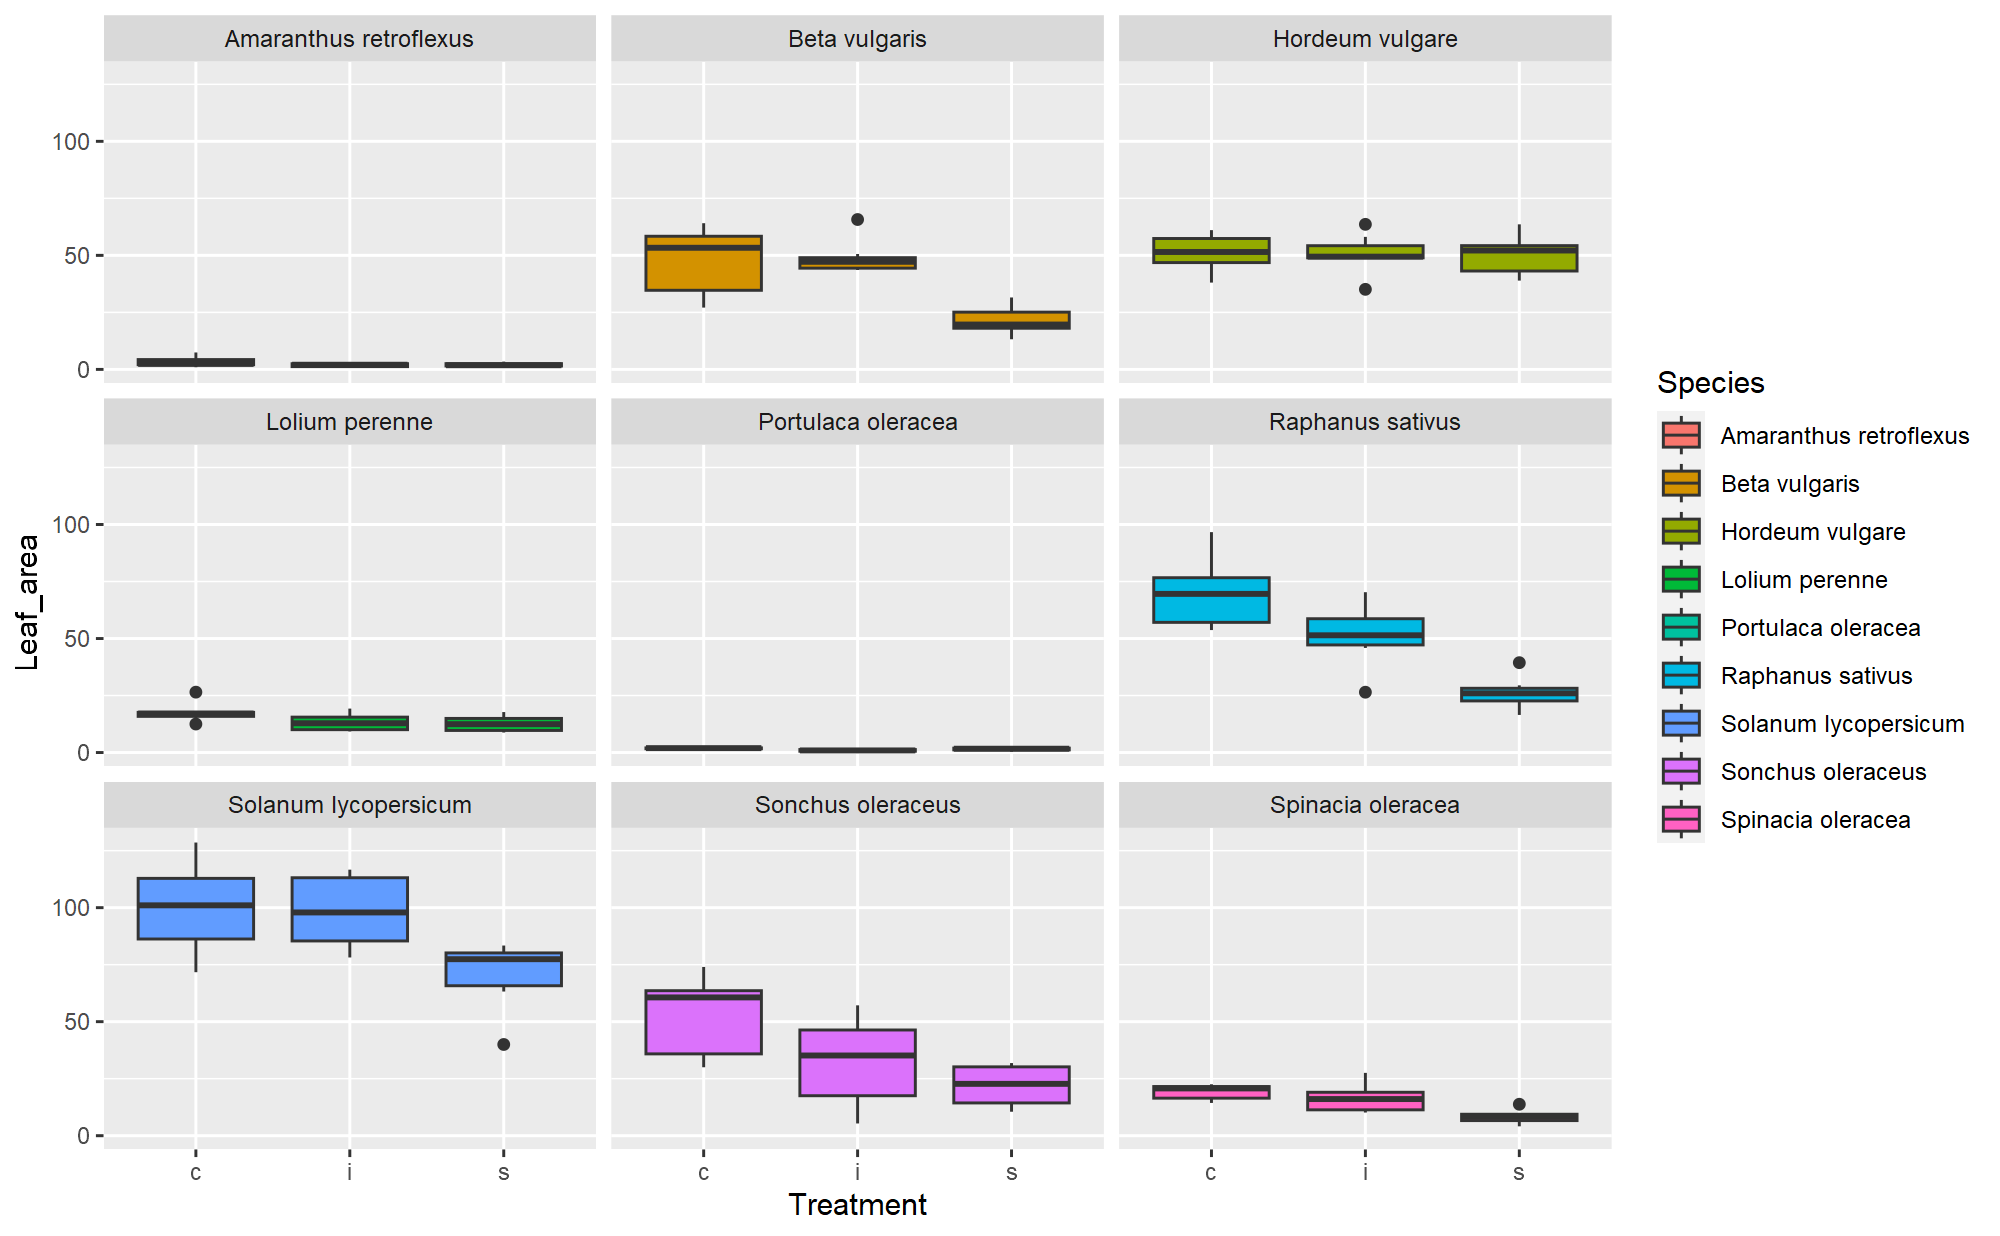 Amaranthus retroflexus
Beta vulgaris
Hordeum vulgare
100
50
0
Lolium perenne
Portulaca oleracea
Raphanus sativus
100
50
0
Solanum lycopersicum
Sonchus oleraceus
Spinacia oleracea
100
50
0
c i s
c i s
c i s
Treatment
Leaf_area
Species
Amaranthus retroflexus
Beta vulgaris
Hordeum vulgare
Lolium perenne
Portulaca oleracea
Raphanus sativus
Solanum lycopersicum
Sonchus oleraceus
Spinacia oleracea